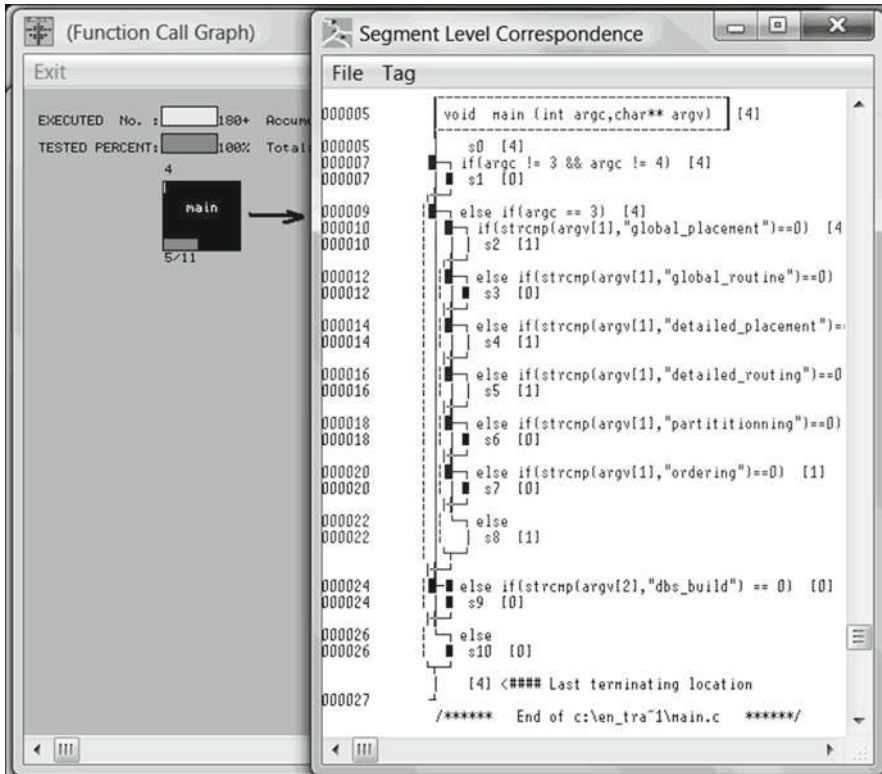 (Function Call Graph)
Exit
EXECUTED No. : 180+
TESTED PERCENT: 100% Total
4
main
5/11
Segment Level Correspondence
File Tag
000005 void main (int argc,char** argv) [4]
000005 s0 [4]
000007 if(argc != 3 && argc != 4) [4]
000007 s1 [0]
000009 else if(argc == 3) [4]
000010 if(strcmp(argv[1],"global_placement")==0) [4
000010 s2 [1]
000012 else if(strcmp(argv[1],"global_routine")==0)
000012 s3 [0]
000014 else if(strcmp(argv[1],"detailed_placement")=
000014 s4 [1]
000016 else if(strcmp(argv[1],"detailed_routing")==0
000016 s5 [1]
000018 else if(strcmp(argv[1],"partititionning")==0)
000018 s6 [0]
000020 else if(strcmp(argv[1],"ordering")==0) [1]
000020 s7 [0]
000022 else
000022 s8 [1]
000024 else if(strcmp(argv[2],"dbs_build") == 0) [0]
000024 s9 [0]
000026 else
000026 s10 [0]
[4] <#### Last terminating location
000027
/****** End of c:\en_tra~1\main.c ******/